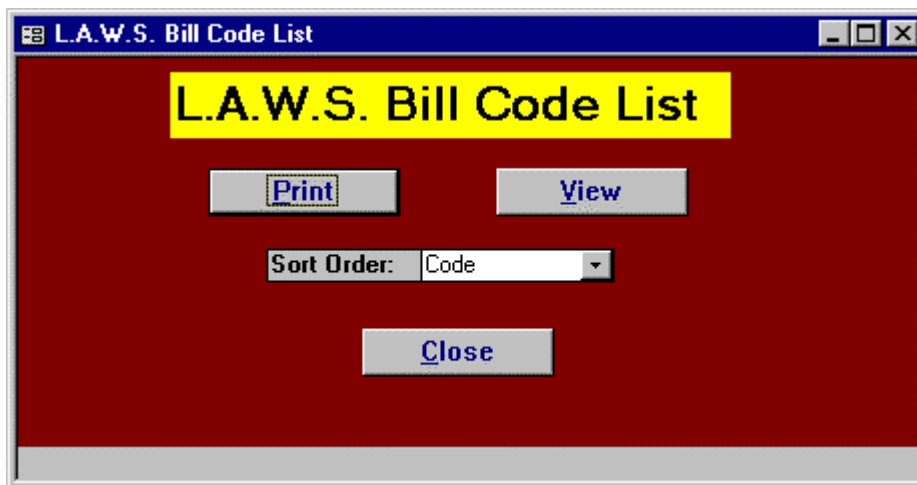 L.A.W.S. Bill Code List
L.A.W.S. Bill Code List
Print View
Sort Order: Code
Close